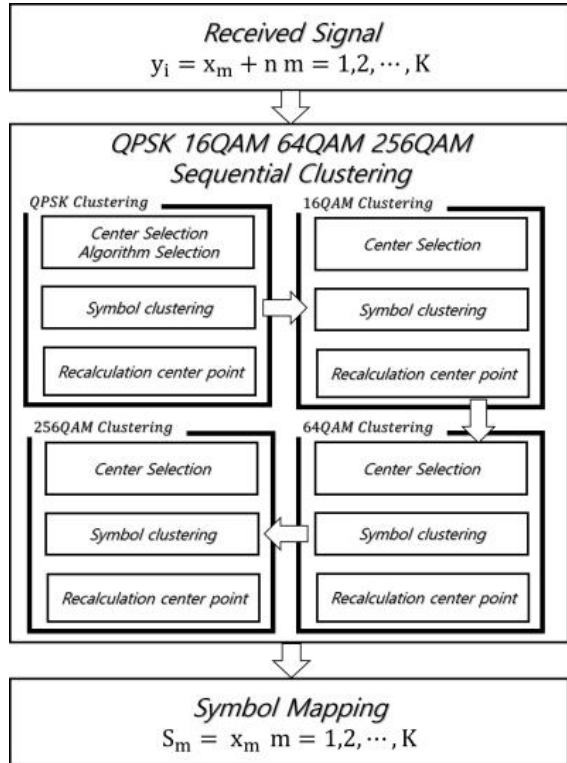 Received Signal
yᵢ = xₘ + n m = 1,2, ⋯ , K
QPSK 16QAM 64QAM 256QAM
Sequential Clustering
QPSK Clustering
Center Selection
Algorithm Selection
Symbol clustering
Recalculation center point
16QAM Clustering
Center Selection
Symbol clustering
Recalculation center point
64QAM Clustering
Center Selection
Symbol clustering
Recalculation center point
256QAM Clustering
Center Selection
Symbol clustering
Recalculation center point
Symbol Mapping
Sₘ = xₘ m = 1,2, ⋯ , K